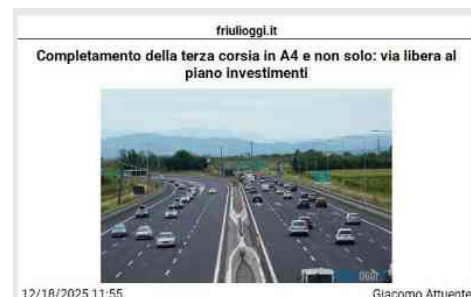 friulioggi.it
Completamento della terza corsia in A4 e non solo: via libera al
piano investimenti
12/18/2025 11:55
Giacomo Attuente